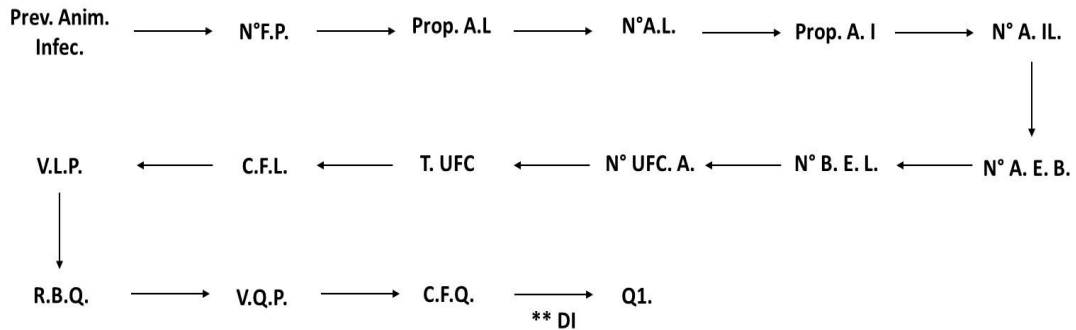 Prev. Anim.
Infec.
N°F.P.
Prop. A.L
N°A.L.
Prop. A. I
N° A. IL.
V.L.P.
C.F.L.
T. UFC
N° UFC. A.
N° B. E. L.
N° A. E. B.
R.B.Q.
V.Q.P.
C.F.Q.
** DI
Q1.